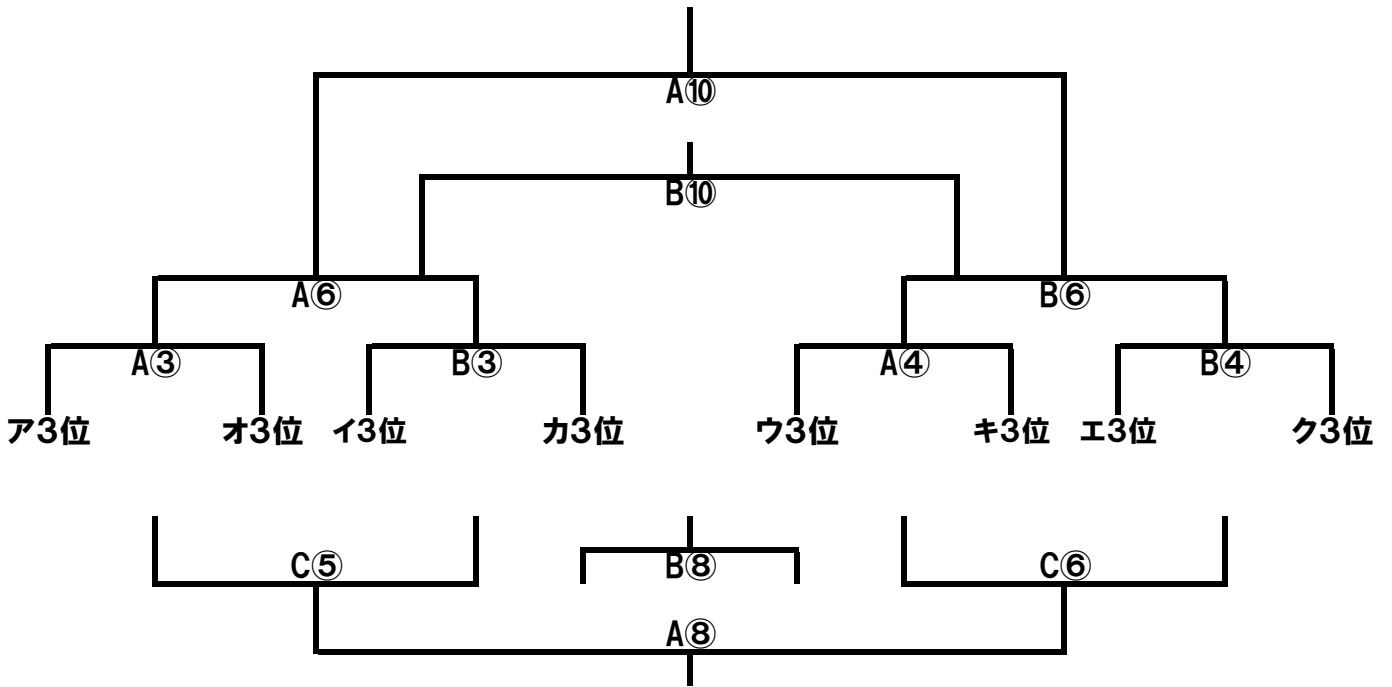 A⑩
B⑩
A⑥ B⑥
A③ B③ A④ B④
ア3位 オ3位 イ3位 カ3位 ウ3位 キ3位 エ3位 ク3位
C⑤ B⑧ C⑥
A⑧